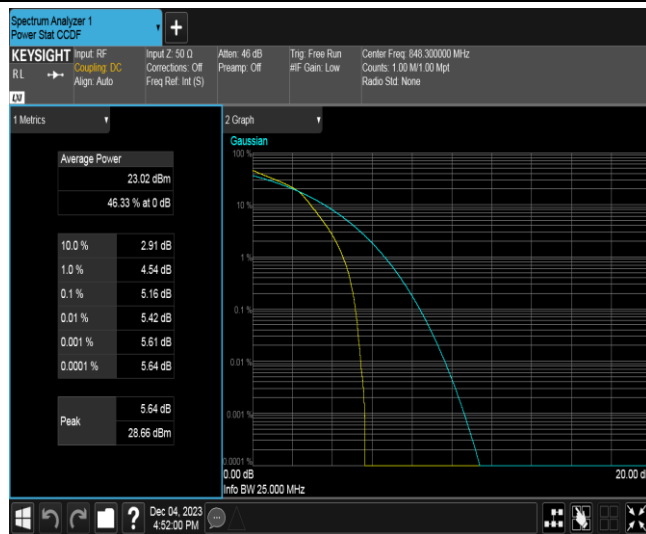 Spectrum Analyzer 1
Power Stat CCDF
+
KEYSIGHT
RL
LXI
Input: RF
Coupling: DC
Align: Auto
Input Z: 50 Ω
Corrections: Off
Freq Ref: Int (S)
Atten: 46 dB
Preamp: Off
Trig: Free Run
#IF Gain: Low
Center Freq: 848.300000 MHz
Counts: 1.00 M/1.00 Mpt
Radio Std: None
1 Metrics
Average Power
23.02 dBm
46.33 % at 0 dB
10.0 % 2.91 dB
1.0 % 4.54 dB
0.1 % 5.16 dB
0.01 % 5.42 dB
0.001 % 5.61 dB
0.0001 % 5.64 dB
Peak
5.64 dB
28.66 dBm
2 Graph
Gaussian
100 %
10 %
1 %
0.1 %
0.01 %
0.001 %
0.0001 %
0.00 dB
20.00 d
Info BW 25.000 MHz
?
Dec 04, 2023
4:52:00 PM